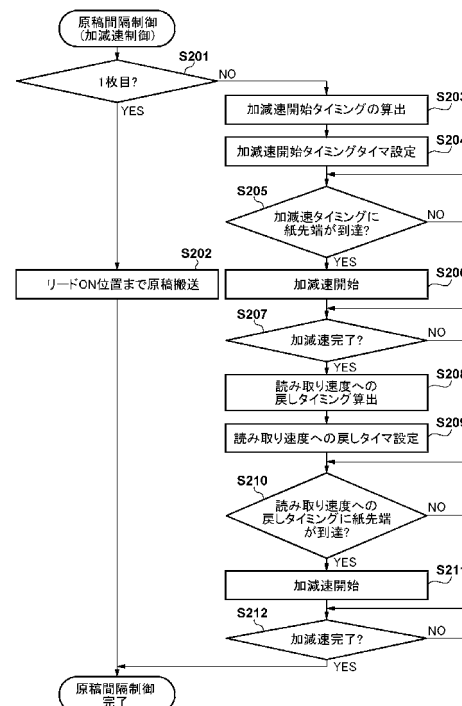 原稿間隔制御
(加減速制御)
S201
1枚目?
NO
YES
S203
加減速開始タイミングの算出
S204
加減速開始タイミングタイマ設定
S205
加減速タイミングに
紙先端が到達?
NO
YES
S202
リードON位置まで原稿搬送
S206
加減速開始
S207
加減速完了?
NO
YES
S208
読み取り速度への
戻しタイミング算出
S209
読み取り速度への戻しタイマ設定
S210
読み取り速度への
戻しタイミングに紙先端
が到達?
NO
YES
S211
加減速開始
S212
加減速完了?
NO
YES
原稿間隔制御
完了